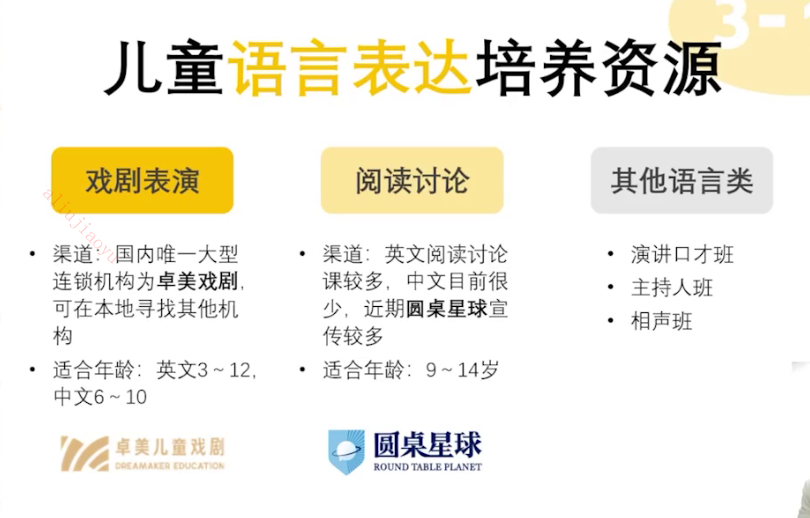 3-
儿童语言表达培养资源
戏剧表演
• 渠道：国内唯一大型
连锁机构为卓美戏剧，
可在本地寻找其他机
构
• 适合年龄：英文3~12，
中文6~10
卓美儿童戏剧
DREAMAKER EDUCATION
阅读讨论
• 渠道：英文阅读讨论
课较多，中文目前很
少，近期圆桌星球宣
传较多
• 适合年龄：9~14岁
圆桌星球
ROUND TABLE PLANET
其他语言类
• 演讲口才班
• 主持人班
• 相声班
aliujiaoyu